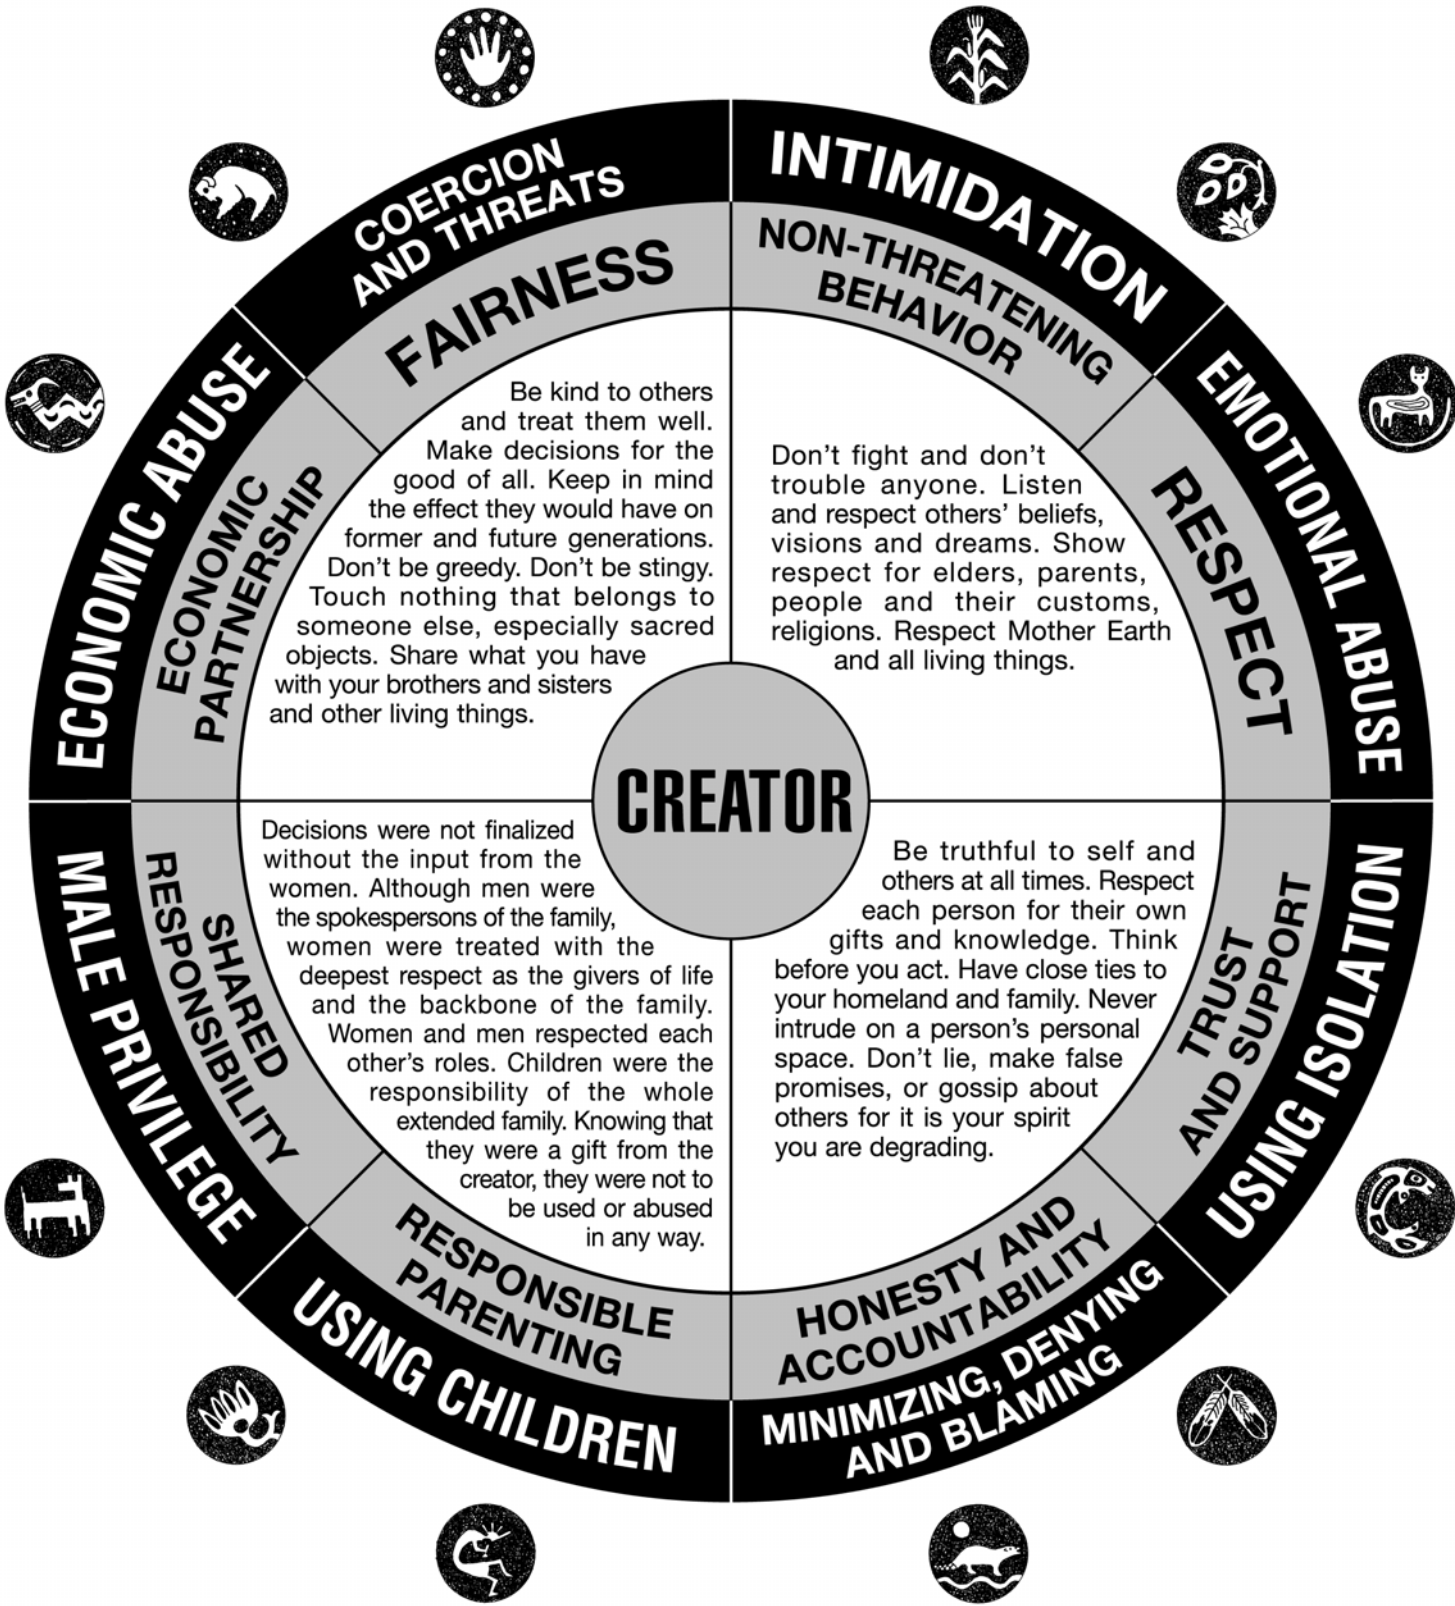 COERCION
AND THREATS
FAIRNESS
INTIMIDATION
NON-THREATENING
BEHAVIOR
EMOTIONAL ABUSE
RESPECT
ECONOMIC ABUSE
ECONOMIC
PARTNERSHIP
Be kind to others
and treat them well.
Make decisions for the
good of all. Keep in mind
the effect they would have on
former and future generations.
Don't be greedy. Don't be stingy.
Touch nothing that belongs to
someone else, especially sacred
objects. Share what you have
with your brothers and sisters
and other living things.
Don't fight and don't
trouble anyone. Listen
and respect others' beliefs,
visions and dreams. Show
respect for elders, parents,
people and their customs,
religions. Respect Mother Earth
and all living things.
CREATOR
MALE PRIVILEGE
SHARED
RESPONSIBILITY
Decisions were not finalized
without the input from the
women. Although men were
the spokespersons of the family,
women were treated with the
deepest respect as the givers of life
and the backbone of the family.
Women and men respected each
other's roles. Children were the
responsibility of the whole
extended family. Knowing that
they were a gift from the
creator, they were not to
be used or abused
in any way.
Be truthful to self and
others at all times. Respect
each person for their own
gifts and knowledge. Think
before you act. Have close ties to
your homeland and family. Never
intrude on a person's personal
space. Don't lie, make false
promises, or gossip about
others for it is your spirit
you are degrading.
TRUST
AND SUPPORT
USING ISOLATION
RESPONSIBLE
PARENTING
USING CHILDREN
HONESTY AND
ACCOUNTABILITY
MINIMIZING, DENYING
AND BLAMING